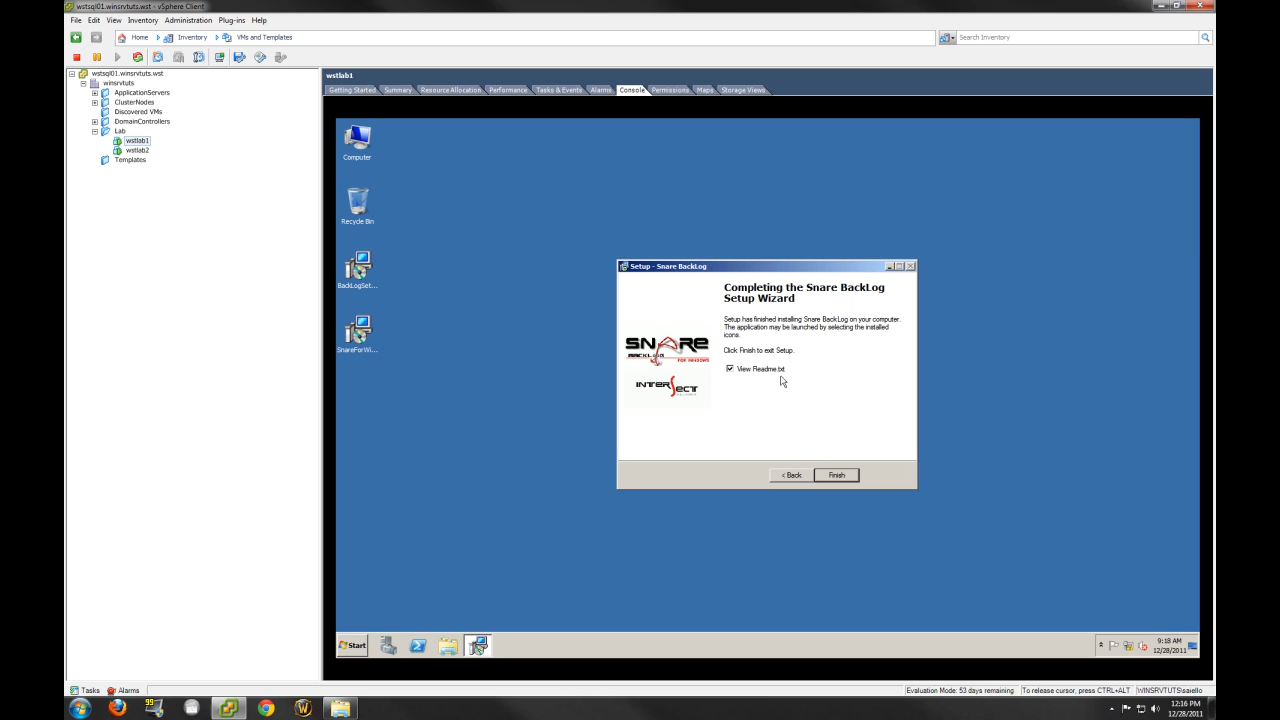 wstsql01.winsrvtuts.wst - vSphere Client
File Edit View Inventory Administration Plug-ins Help
Home Inventory VMs and Templates
Search Inventory
wstsql01.winsrvtuts.wst
winsrvtuts
ApplicationServers
ClusterNodes
Discovered VMs
DomainControllers
Lab
wstlab1
wstlab2
Templates
wstlab1
Getting Started Summary Resource Allocation Performance Tasks & Events Alarms Console Permissions Maps Storage Views
Computer
Recycle Bin
BackLogSet...
SnareForWi...
Setup - Snare BackLog
Completing the Snare BackLog
Setup Wizard
Setup has finished installing Snare BackLog on your computer.
The application may be launched by selecting the installed
icons.
Click Finish to exit Setup.
View Readme.txt
SNARE
BACKLOG FOR WINDOWS
INTERSECT
< Back Finish
Start
9:18 AM
12/28/2011
Tasks Alarms
Evaluation Mode: 53 days remaining To release cursor, press CTRL+ALT WINSRVTUTS\saiello
99
12:16 PM
12/28/2011